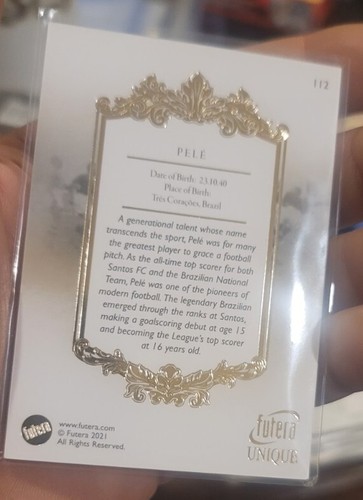 112
PELÉ
Date of Birth: 23.10.40
Place of Birth:
Três Corações, Brazil
A generational talent whose name
transcends the sport, Pelé was for many
the greatest player to grace a football
pitch. As the all-time top scorer for both
Santos FC and the Brazilian National
Team, Pelé was one of the pioneers of
modern football. The legendary Brazilian
emerged through the ranks at Santos,
making a goalscoring debut at age 15
and becoming the League's top scorer
at 16 years old.
futera
www.futera.com
© Futera 2021
All Rights Reserved.
futera
UNIQUE